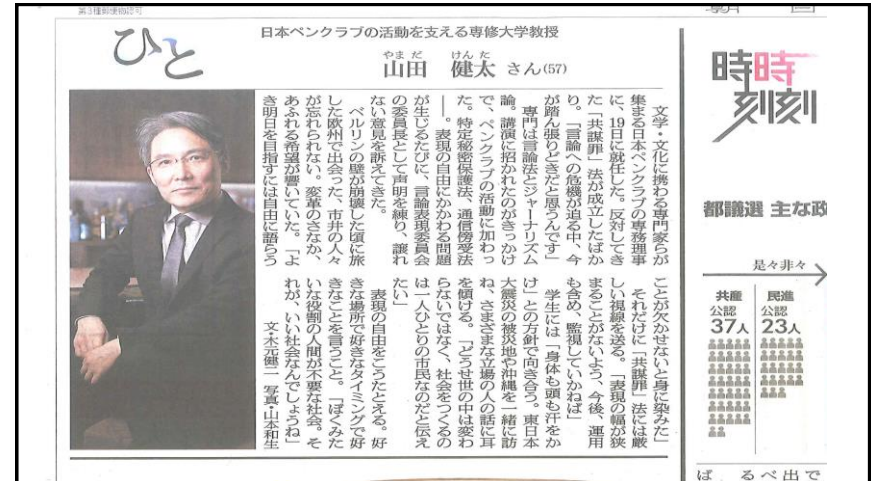 第3種郵便物認可
ひと
日本ペンクラブの活動を支える専修大学教授
やまだ けんた
山田 健太 さん(57)
文学・文化に携わる専門家らが
集まる日本ペンクラブの専務理事
に、19日に就任した。反対してき
た「共謀罪」法が成立したばか
り。「言論への危機が迫る中、今
が踏ん張りどきだと思うんです」
専門は言論法とジャーナリズム
論。講演に招かれたのがきっかけ
で、ペンクラブの活動に加わっ
た。特定秘密保護法、通信傍受法
――。表現の自由にかかわる問題
が生じるたびに、言論表現委員会
の委員長として声明を練り、譲れ
ない意見を訴えてきた。
ベルリンの壁が崩壊した頃に旅
した欧州で出会った、市井の人々
が忘れられない。変革のさなか、
あふれる希望が響いていた。「よ
き明日を目指すには自由に語らう
ことが欠かせないと身に染みた」
それだけに「共謀罪」法には厳
しい視線を送る。「表現の幅が狭
まることがないよう、今後、運用
も含め、監視していかねば」
学生には「身体も頭も汗をか
け」との方針で向き合う。東日本
大震災の被災地や沖縄を一緒に訪
ね、さまざまな立場の人の話に耳
を傾ける。「どうせ世の中は変わ
らないではなく、社会をつくるの
は一人ひとりの市民なのだと伝え
たい」
表現の自由をこうたとえる。好
きな場所で好きなタイミングで好
きなことを言うこと。「ぼくみた
いな役割の人間が不要な社会。そ
れが、いい社会なんでしょうね」
文・木元健二 写真・山本和生
時時刻刻
都議選 主な政
是々非々
共産
公認
37人
民進
公認
23人